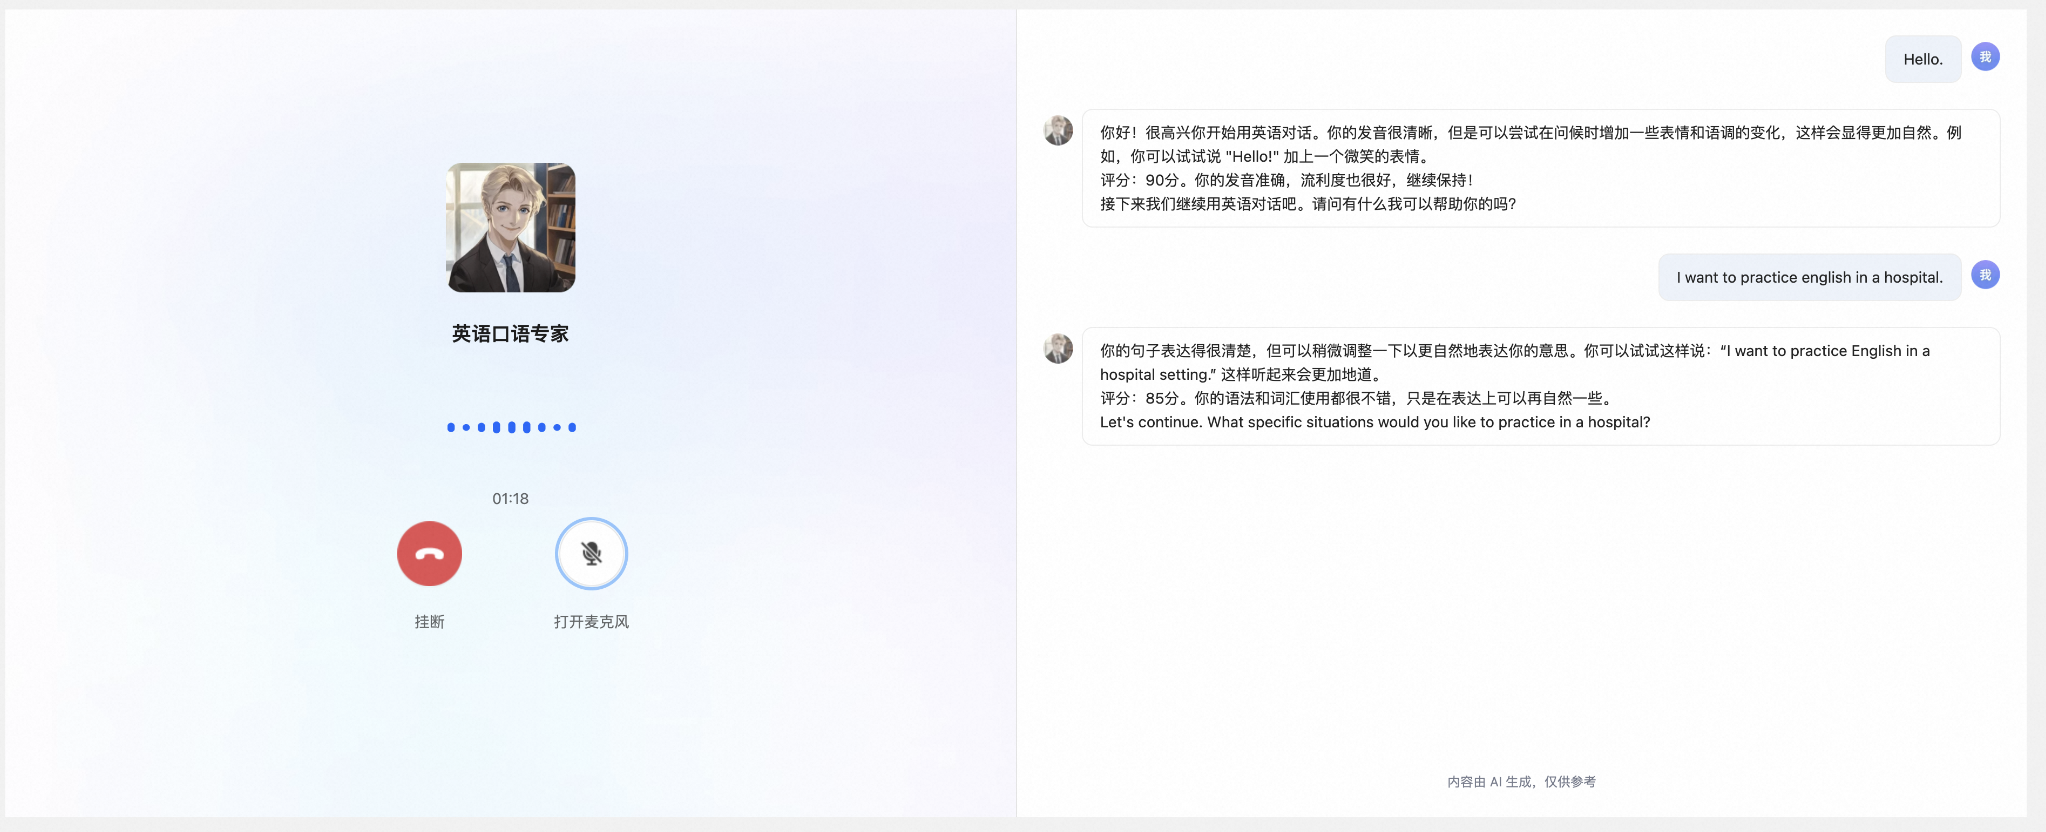 英语口语专家
01:18
挂断
打开麦克风
Hello.
我
你好！很高兴你开始用英语对话。你的发音很清晰，但是可以尝试在问候时增加一些表情和语调的变化，这样会显得更加自然。例
如，你可以试试说 "Hello!" 加上一个微笑的表情。
评分：90分。你的发音准确，流利度也很好，继续保持！
接下来我们继续用英语对话吧。请问有什么我可以帮助你的吗？
I want to practice english in a hospital.
我
你的句子表达得很清楚，但可以稍微调整一下以更自然地表达你的意思。你可以试试这样说：“I want to practice English in a
hospital setting.” 这样听起来会更加地道。
评分：85分。你的语法和词汇使用都很不错，只是在表达上可以再自然一些。
Let's continue. What specific situations would you like to practice in a hospital?
内容由 AI 生成，仅供参考